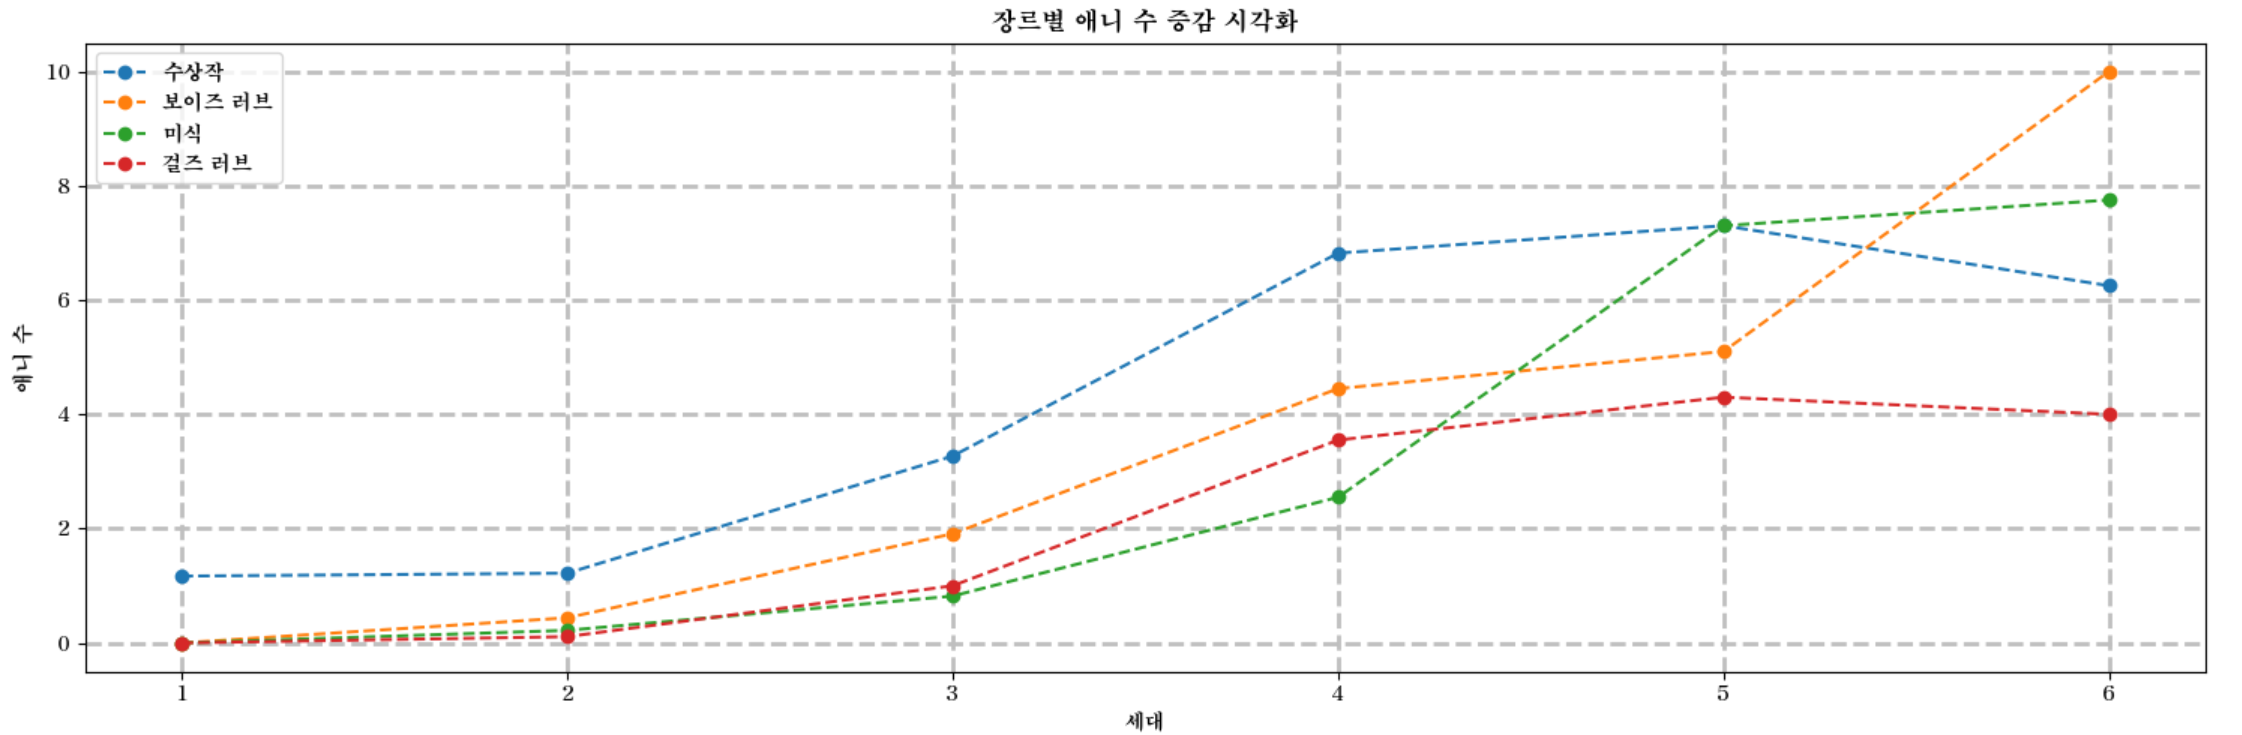 장르별 애니 수 증감 시각화
수상작
보이즈 러브
미식
걸즈 러브
애니 수
10
8
6
4
2
0
1 2 3 4 5 6
세대